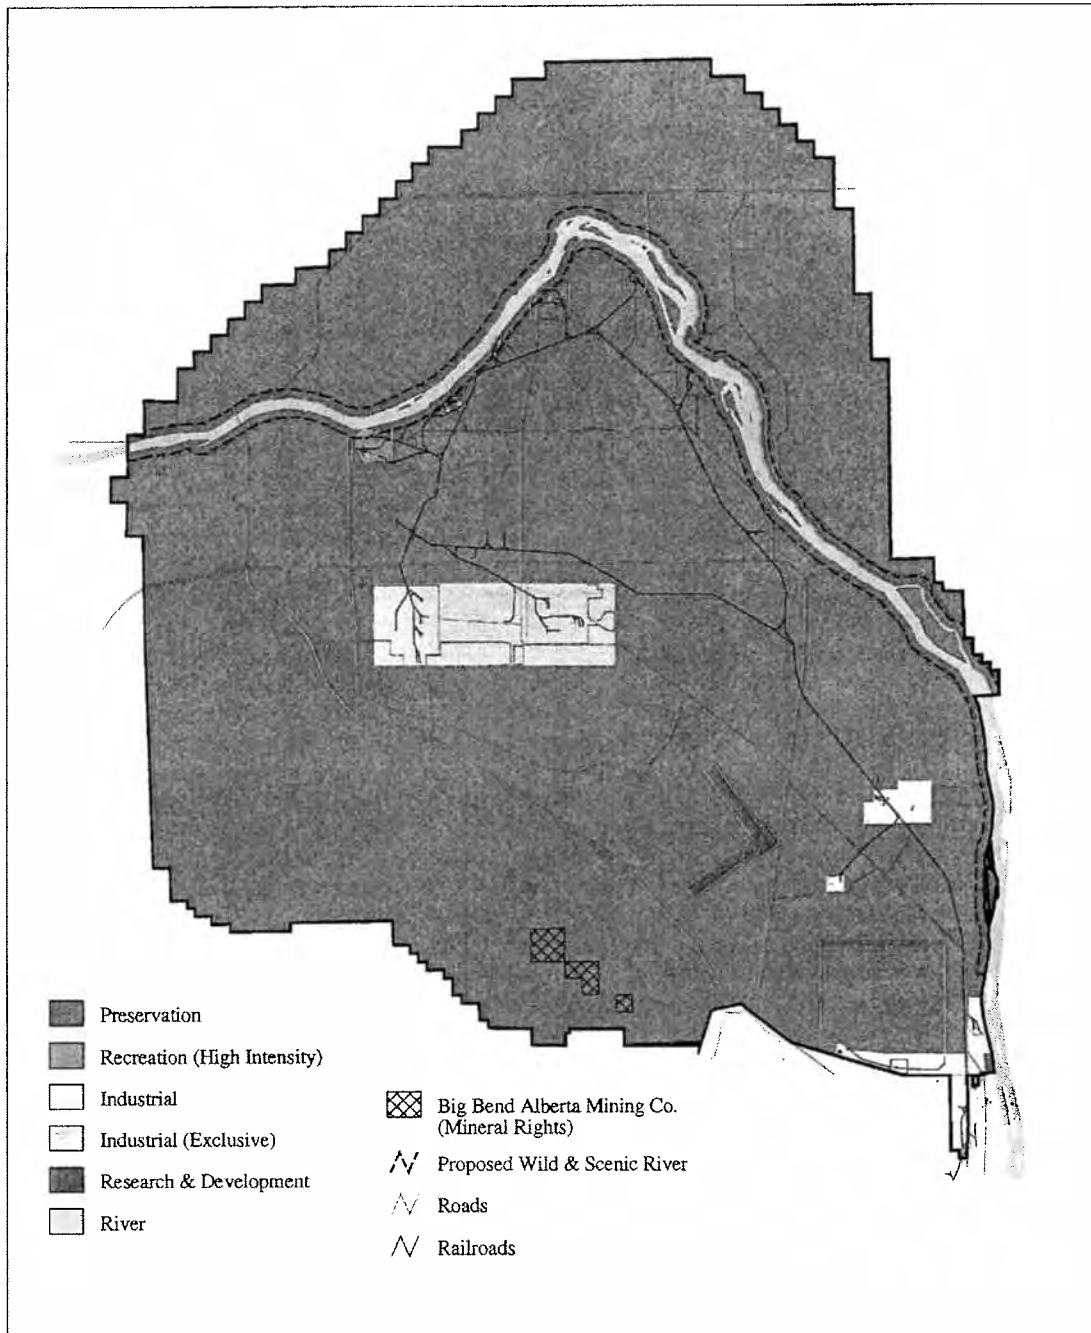 Preservation
Recreation (High Intensity)
Industrial
Industrial (Exclusive)
Research & Development
River
Big Bend Alberta Mining Co.
(Mineral Rights)
Proposed Wild & Scenic River
Roads
Railroads